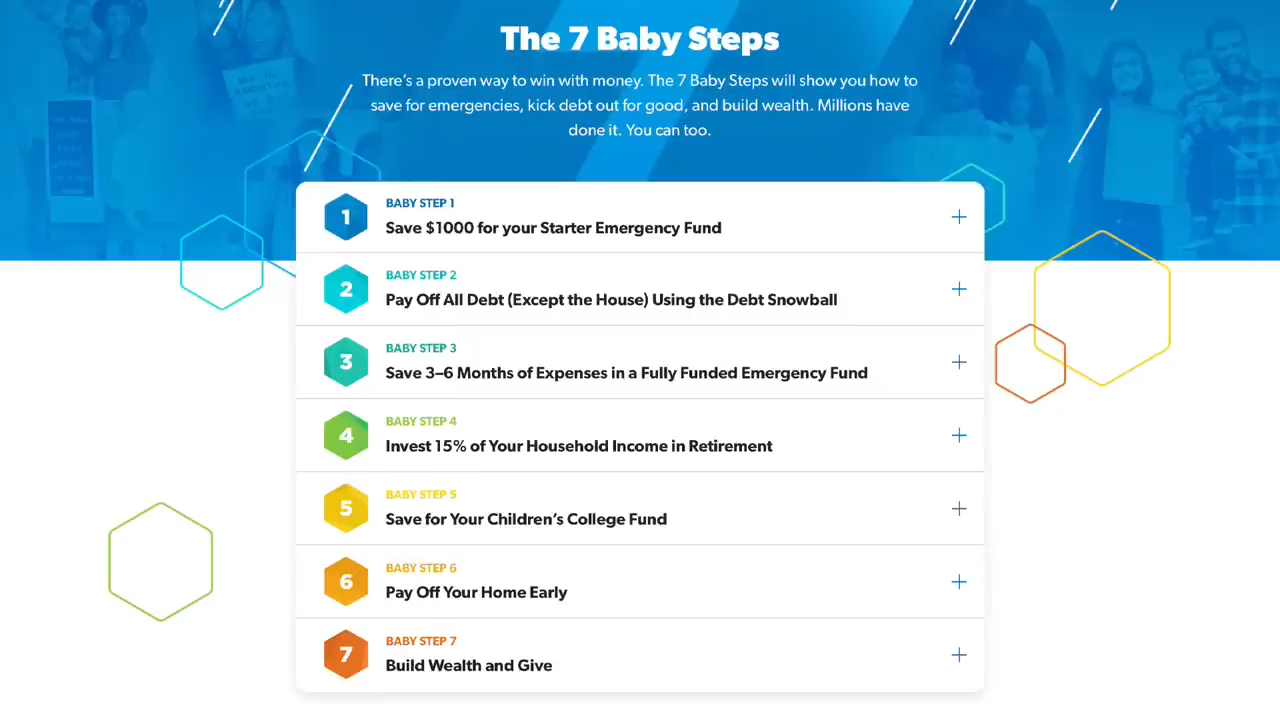 The 7 Baby Steps
There’s a proven way to win with money. The 7 Baby Steps will show you how to
save for emergencies, kick debt out for good, and build wealth. Millions have
done it. You can too.
1
BABY STEP 1
Save $1000 for your Starter Emergency Fund
2
BABY STEP 2
Pay Off All Debt (Except the House) Using the Debt Snowball
3
BABY STEP 3
Save 3–6 Months of Expenses in a Fully Funded Emergency Fund
4
BABY STEP 4
Invest 15% of Your Household Income in Retirement
5
BABY STEP 5
Save for Your Children’s College Fund
6
BABY STEP 6
Pay Off Your Home Early
7
BABY STEP 7
Build Wealth and Give